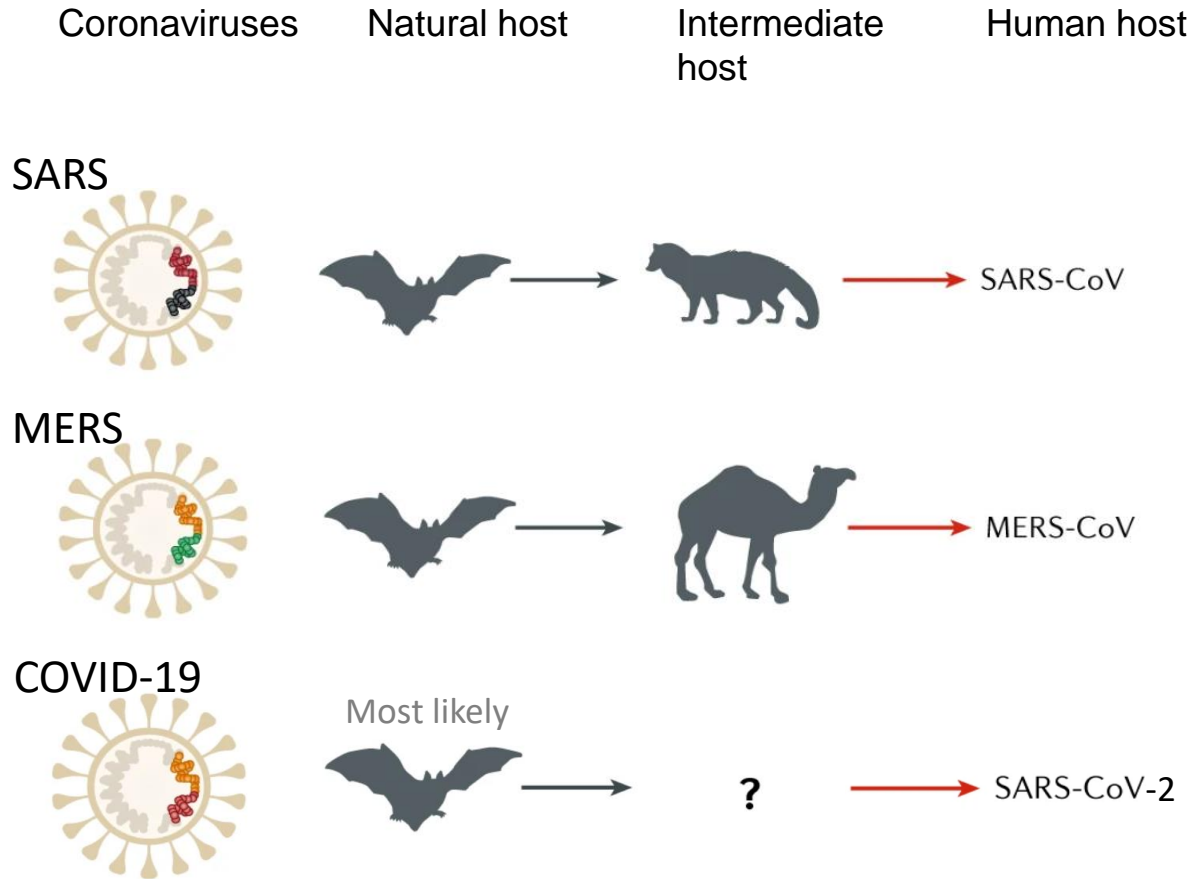 Coronaviruses Natural host Intermediate host Human host
SARS
SARS-CoV
MERS
MERS-CoV
COVID-19
Most likely
? SARS-CoV-2